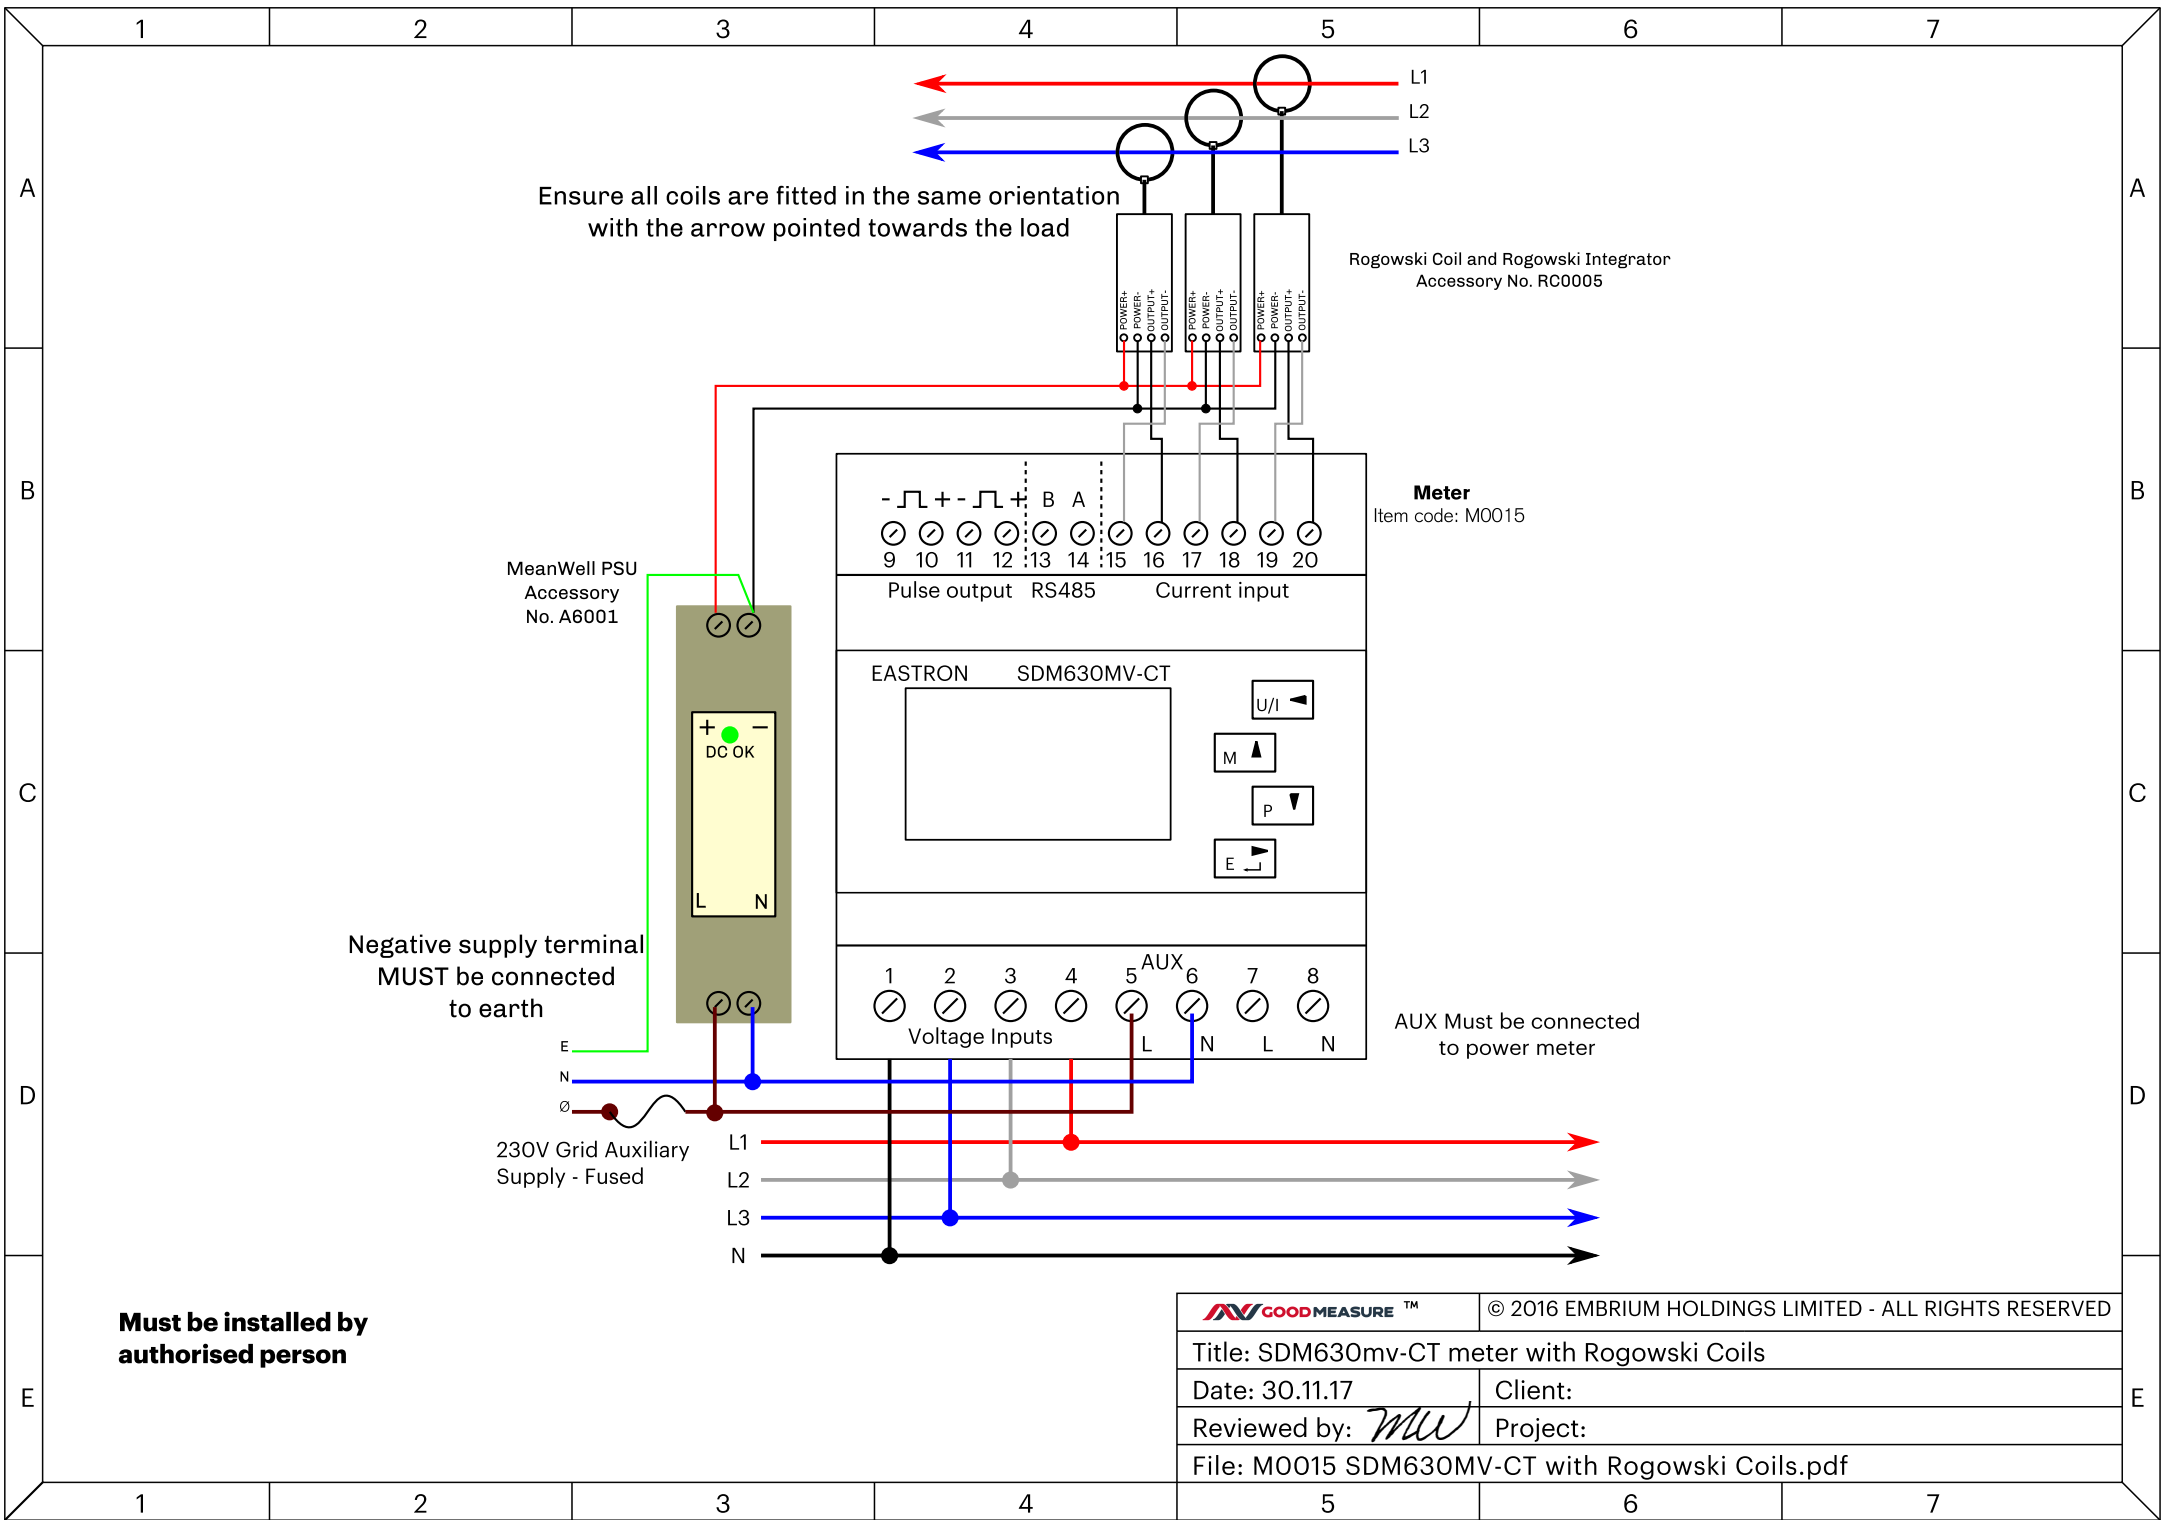 1 2 3 4 5 6 7
L1
L2
L3
A A
Ensure all coils are fitted in the same orientation
with the arrow pointed towards the load
Rogowski Coil and Rogowski Integrator
Accessory No. RC0005
POWER+ POWER- OUTPUT+ OUTPUT- POWER+ POWER- OUTPUT+ OUTPUT- POWER+ POWER- OUTPUT+ OUTPUT-
B B
- + - + B A
Meter
Item code: M0015
9 10 11 12 13 14 15 16 17 18 19 20
Pulse output RS485 Current input
MeanWell PSU
Accessory
No. A6001
EASTRON SDM630MV-CT
U/I
M
P
E
+ −
DC OK
L N
C C
Negative supply terminal
MUST be connected
to earth
AUX
1 2 3 4 5 6 7 8
Voltage Inputs
L N L N
AUX Must be connected
to power meter
E
N
Ø
D D
230V Grid Auxiliary
Supply - Fused
L1
L2
L3
N
Must be installed by
authorised person
GOODMEASURE ™
© 2016 EMBRIUM HOLDINGS LIMITED - ALL RIGHTS RESERVED
Title: SDM630mv-CT meter with Rogowski Coils
Date: 30.11.17 Client:
Reviewed by: MW Project:
File: M0015 SDM630MV-CT with Rogowski Coils.pdf
E E
1 2 3 4 5 6 7